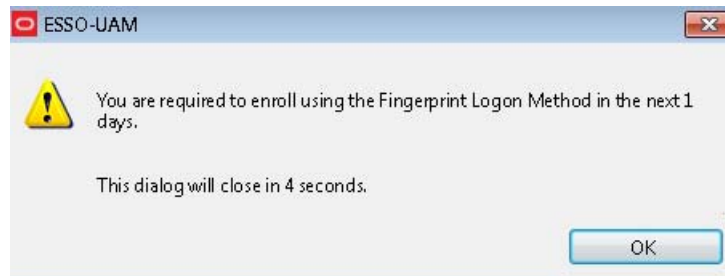 ESSO-UAM
You are required to enroll using the Fingerprint Logon Method in the next 1
days.
This dialog will close in 4 seconds.
OK